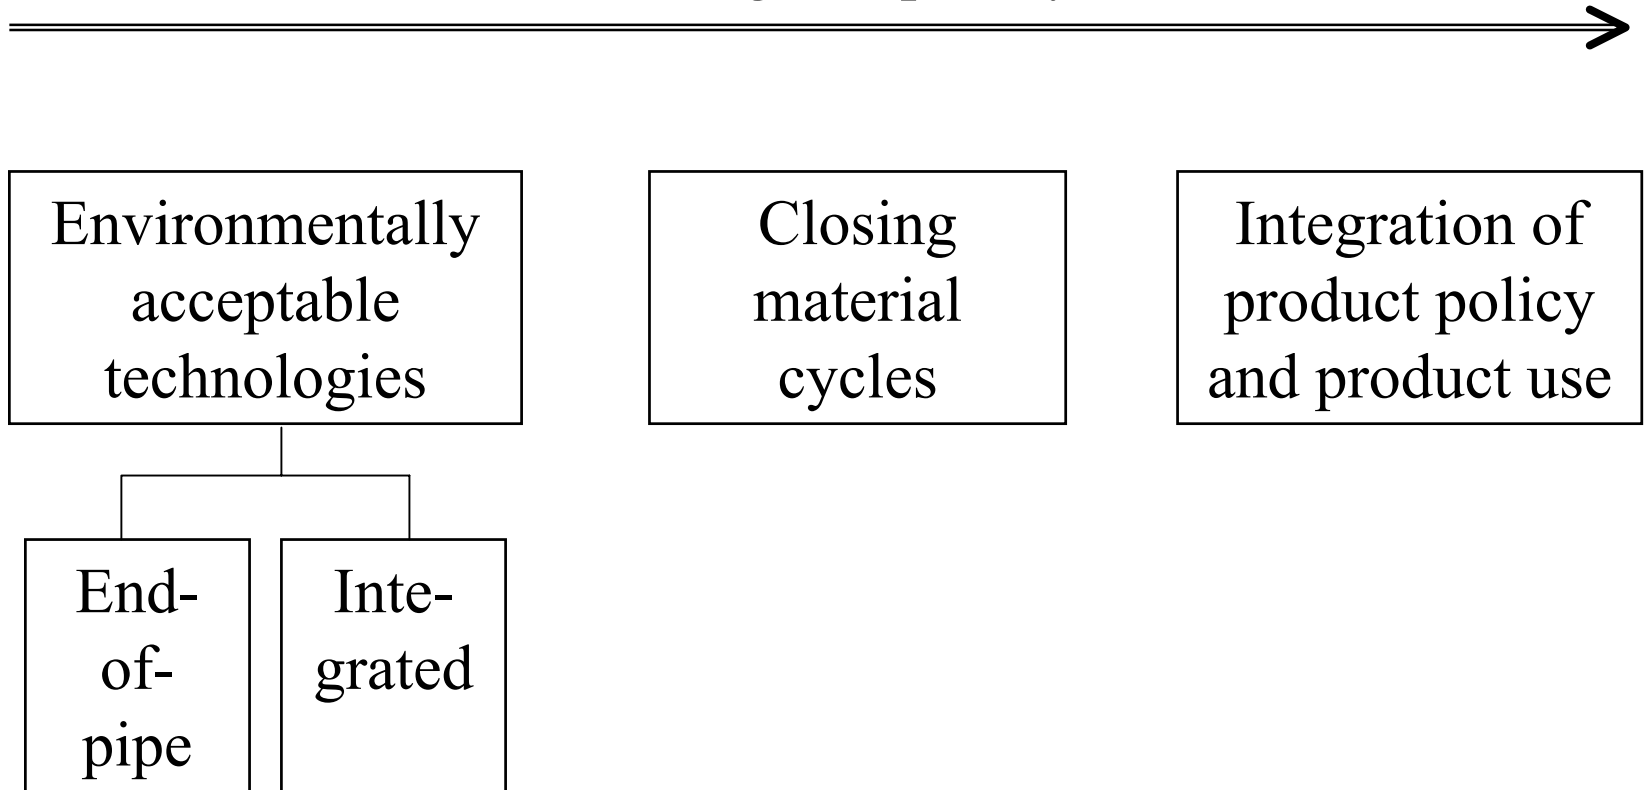 Environmentally
acceptable
technologies
Closing
material
cycles
Integration of
product policy
and product use
End-
of-
pipe
Inte-
grated